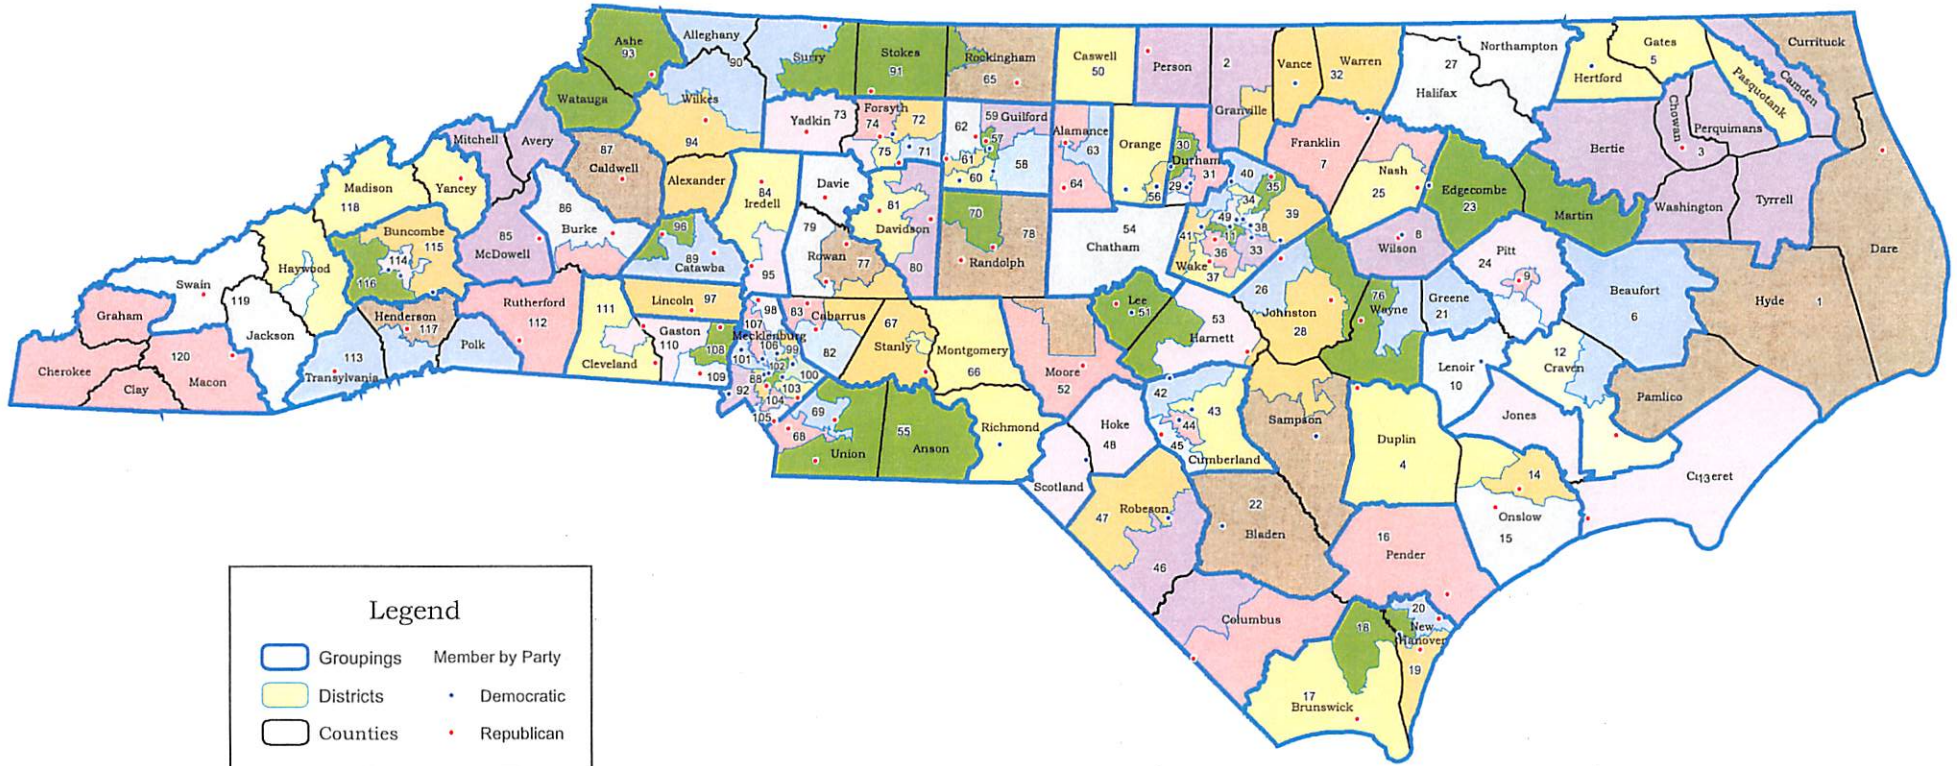 Ashe
93
Alleghany
90
Surry
Stokes
91
Rockingham
65
Caswell
50
Person
2
Vance
Warren
32
Northampton
27
Halifax
Gates
5
Hertford
Currituck
Camden
Pasquotank
Watauga
Wilkes
94
Yadkin 73
Forsyth
74
72
75
71
62
59 Guilford
57
61
58
60
Alamance
63
64
Orange
56
30
Durham
31
29
Granville
Franklin
7
Nash
25
Edgecombe
23
Martin
Bertie
Chowan
Perquimans
3
Washington
Tyrrell
Dare
Mitchell
Avery
87
Caldwell
Alexander
84
Iredell
Davie
81
Davidson
80
70
78
Randolph
54
Chatham
40
35
34
39
49
38
11
41
36
33
Wake
37
Wilson
8
Pitt
24
9
Beaufort
6
Hyde
1
Madison
118
Yancey
Buncombe
115
114
116
85
McDowell
86
Burke
96
89
Catawba
95
79
Rowan
77
Haywood
Swain
119
Jackson
Graham
Henderson
117
Rutherford
112
111
Cleveland
Lincoln 97
Gaston
110
108
109
98
107
Mecklenburg
106
99
101
102
100
88
92
103
104
105
83
Cabarrus
82
67
Stanly
Montgomery
66
Lee
51
53
Harnett
26
Johnston
28
76
Wayne
Greene
21
Lenoir
10
12
Craven
Pamlico
Jones
120
Cherokee
Clay
Macon
113
Transylvania
Polk
Moore
52
69
68
Union
55
Anson
Richmond
Hoke
48
Scotland
42
43
44
45
Cumberland
Sampson
Duplin
4
14
Onslow
15
13
47
Robeson
46
22
Bladen
16
Pender
Columbus
18
20
New
Hanover
19
17
Brunswick
Legend
Groupings Member by Party
Districts Democratic
Counties Republican